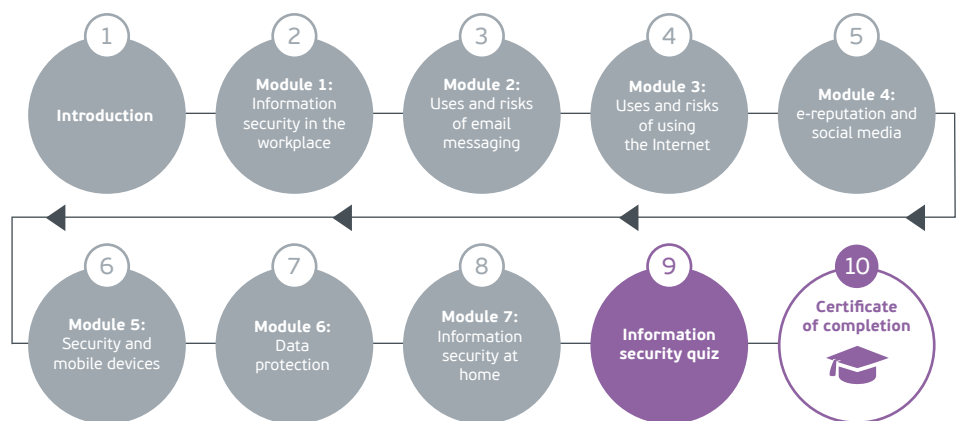 1
Introduction
2
Module 1:
Information
security in the
workplace
3
Module 2:
Uses and risks
of email
messaging
4
Module 3:
Uses and risks
of using
the Internet
5
Module 4:
e-reputation and
social media
6
Module 5:
Security and
mobile devices
7
Module 6:
Data
protection
8
Module 7:
Information
security at
home
9
Information
security quiz
10
Certificate
of completion